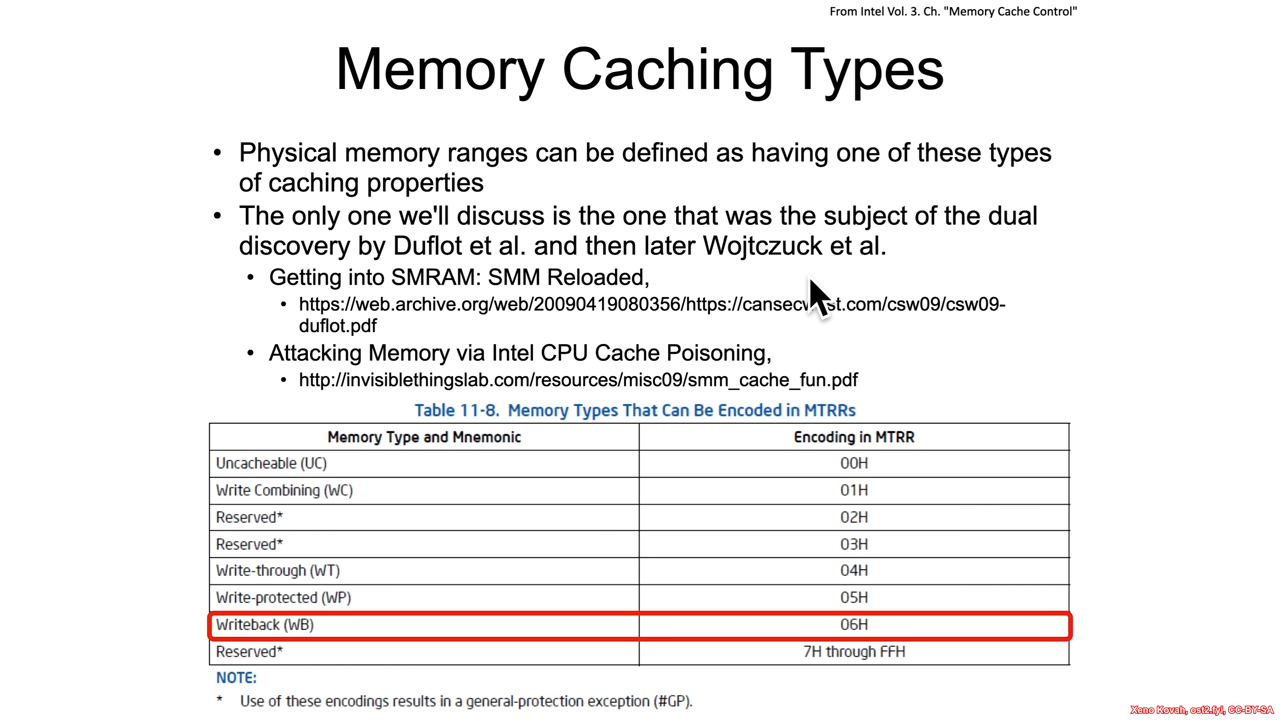 From Intel Vol. 3. Ch. "Memory Cache Control"
Memory Caching Types
• Physical memory ranges can be defined as having one of these types
of caching properties
• The only one we'll discuss is the one that was the subject of the dual
discovery by Duflot et al. and then later Wojtczuck et al.
• Getting into SMRAM: SMM Reloaded,
• https://web.archive.org/web/20090419080356/https://cansecwest.com/csw09/csw09-
duflot.pdf
• Attacking Memory via Intel CPU Cache Poisoning,
• http://invisiblethingslab.com/resources/misc09/smm_cache_fun.pdf
Table 11-8. Memory Types That Can Be Encoded in MTRRs
Memory Type and Mnemonic Encoding in MTRR
Uncacheable (UC) 00H
Write Combining (WC) 01H
Reserved* 02H
Reserved* 03H
Write-through (WT) 04H
Write-protected (WP) 05H
Writeback (WB) 06H
Reserved* 7H through FFH
NOTE:
* Use of these encodings results in a general-protection exception (#GP).
Xeno Kovah, ost2.fyi, CC-BY-SA